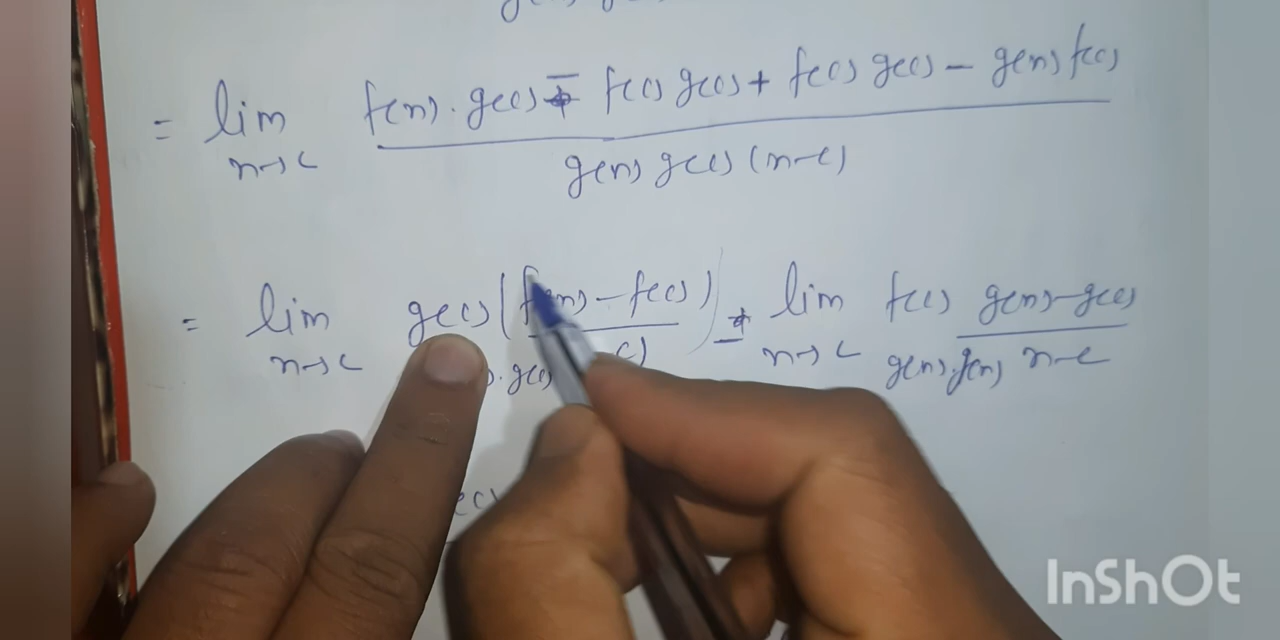 = lim f(n). g(c) - f(c) g(c) + f(c) g(c) - g(n) f(c)
n→c g(n) g(c) (n-c)
= lim g(c) (f(n) - f(c)) - lim f(c) g(n) - g(c)
n→c . g(c) c) n→c g(n). g(n) n-c
InShOt